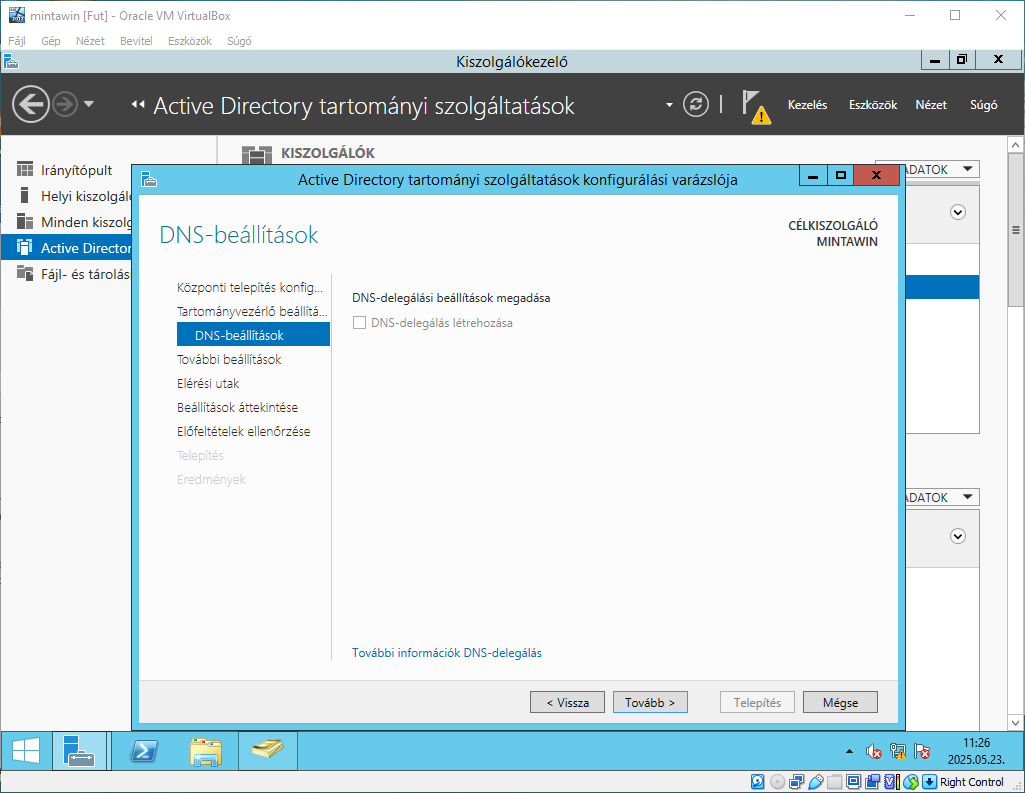 mintawin [Fut] - Oracle VM VirtualBox
Fájl Gép Nézet Bevitel Eszközök Súgó
Kiszolgálókezelő
Active Directory tartományi szolgáltatások
Kezelés Eszközök Nézet Súgó
Irányítópult
Helyi kiszolgáló
Minden kiszolg
Active Director
Fájl- és tárolás
KISZOLGÁLÓK
ADATOK
Active Directory tartományi szolgáltatások konfigurálási varázslója
DNS-beállítások
CÉLKISZOLGÁLÓ
MINTAWIN
Központi telepítés konfig...
Tartományvezérlő beállítá...
DNS-beállítások
További beállítások
Elérési utak
Beállítások áttekintése
Előfeltételek ellenőrzése
Telepítés
Eredmények
DNS-delegálási beállítások megadása
DNS-delegálás létrehozása
További információk DNS-delegálás
< Vissza Tovább > Telepítés Mégse
ADATOK
11:26
2025.05.23.
Right Control